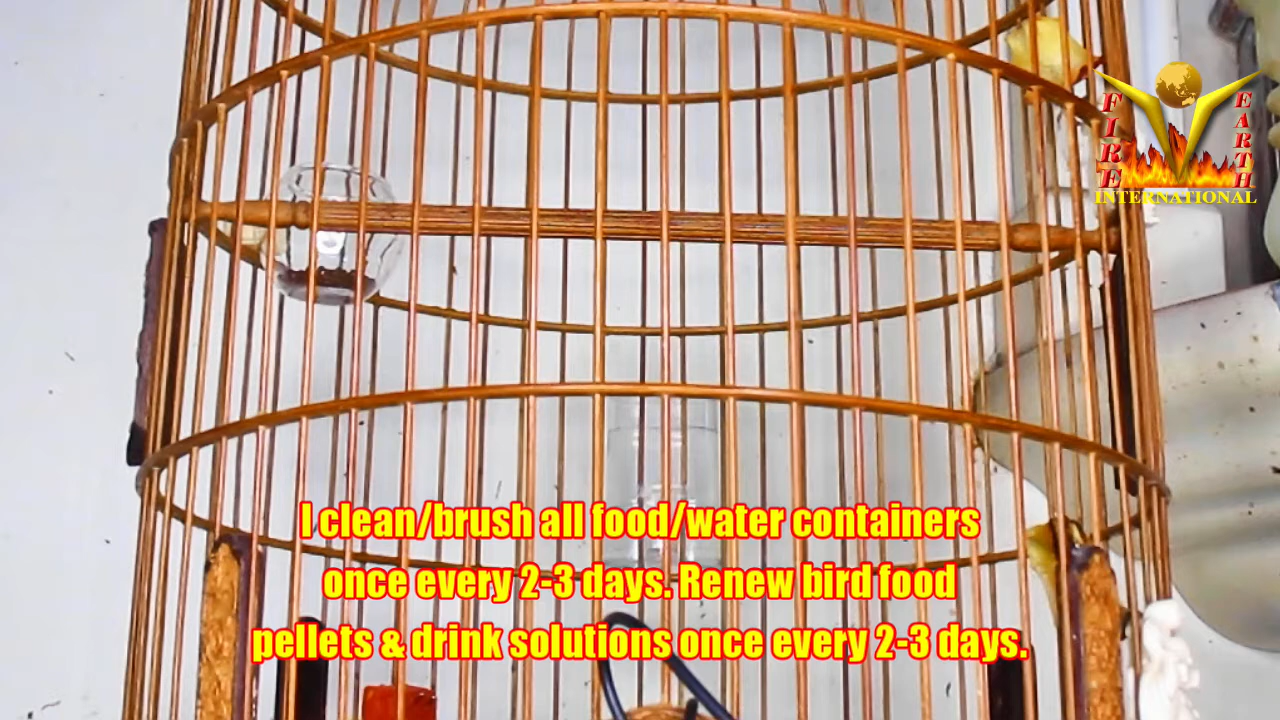 FIRE
EARTH
INTERNATIONAL
I clean/brush all food/water containers
once every 2-3 days. Renew bird food
pellets & drink solutions once every 2-3 days.